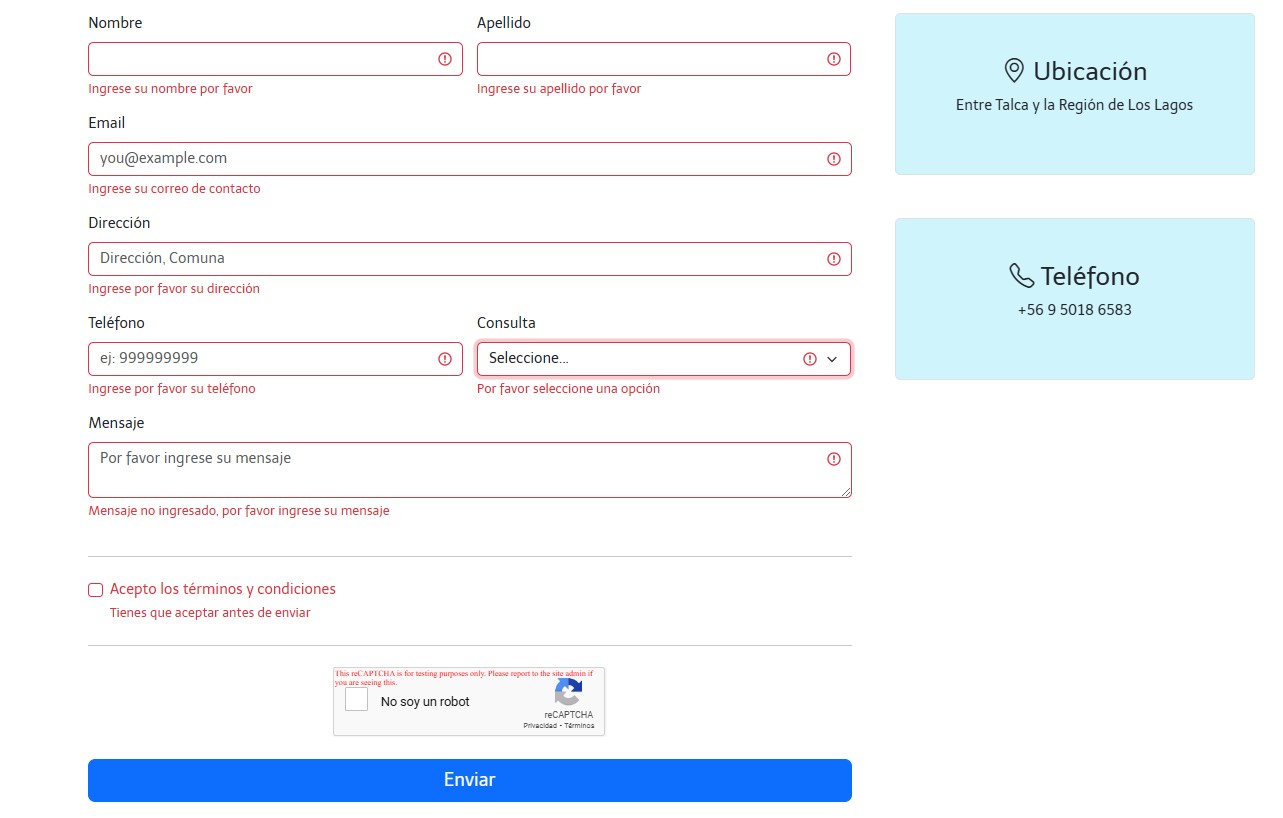 Nombre
Apellido
Ingrese su nombre por favor
Ingrese su apellido por favor
Email
you@example.com
Ingrese su correo de contacto
Dirección
Dirección, Comuna
Ingrese por favor su dirección
Teléfono
Consulta
ej: 999999999
Seleccione...
Ingrese por favor su teléfono
Por favor seleccione una opción
Mensaje
Por favor ingrese su mensaje
Mensaje no ingresado, por favor ingrese su mensaje
Acepto los términos y condiciones
Tienes que aceptar antes de enviar
This reCAPTCHA is for testing purposes only. Please report to the site admin if
you are seeing this.
No soy un robot
reCAPTCHA
Privacidad - Términos
Enviar
Ubicación
Entre Talca y la Región de Los Lagos
Teléfono
+56 9 5018 6583